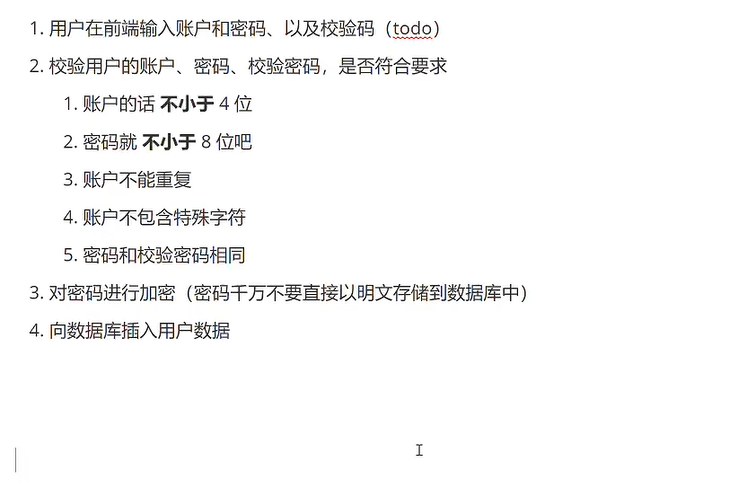 1. 用户在前端输入账户和密码、以及校验码（todo）
2. 校验用户的账户、密码、校验密码，是否符合要求
1. 账户的话 不小于 4 位
2. 密码就 不小于 8 位吧
3. 账户不能重复
4. 账户不包含特殊字符
5. 密码和校验密码相同
3. 对密码进行加密（密码千万不要直接以明文存储到数据库中）
4. 向数据库插入用户数据